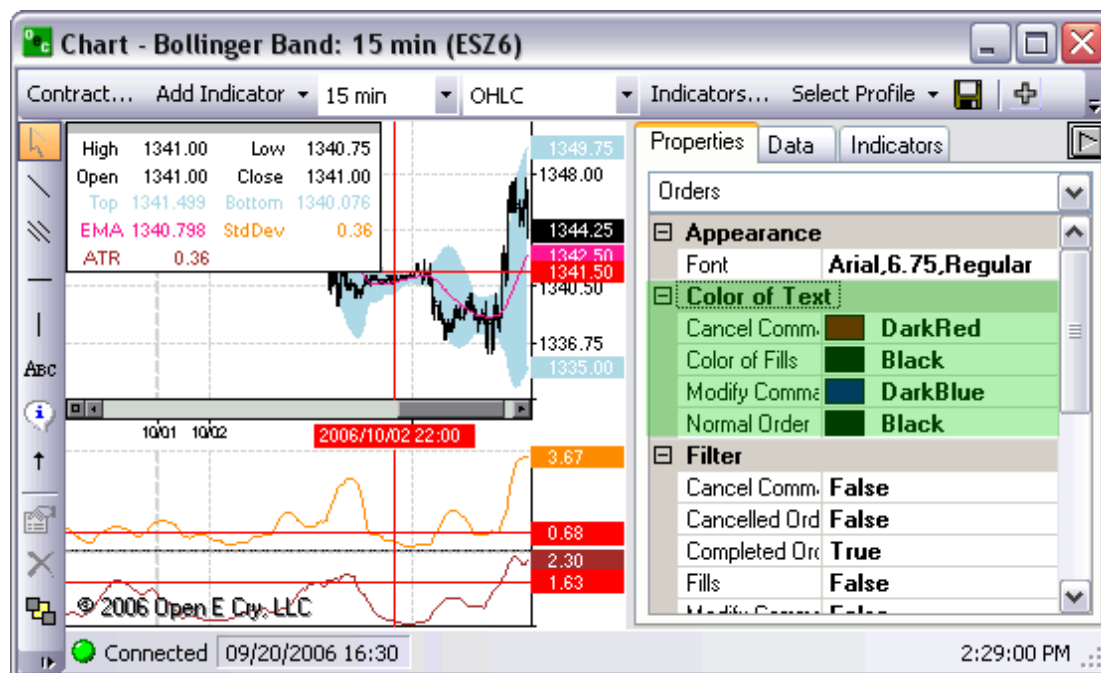 Oec Chart - Bollinger Band: 15 min (ESZ6)
Contract... Add Indicator 15 min OHLC Indicators... Select Profile
High 1341.00 Low 1340.75
Open 1341.00 Close 1341.00
Top 1341.499 Bottom 1340.076
EMA 1340.798 StdDev 0.36
ATR 0.36
1349.75
1348.00
1344.25
1342.50
1341.50
1340.50
1336.75
1335.00
ABC
10/01 10/02 2006/10/02 22:00
3.67
0.68
2.30
1.63
© 2006 Open E Cry, LLC
Properties Data Indicators
Orders
Appearance
Font Arial,6.75,Regular
Color of Text
Cancel Comm DarkRed
Color of Fills Black
Modify Comma DarkBlue
Normal Order Black
Filter
Cancel Comm False
Cancelled Ord False
Completed Orc True
Fills False
Connected 09/20/2006 16:30 2:29:00 PM